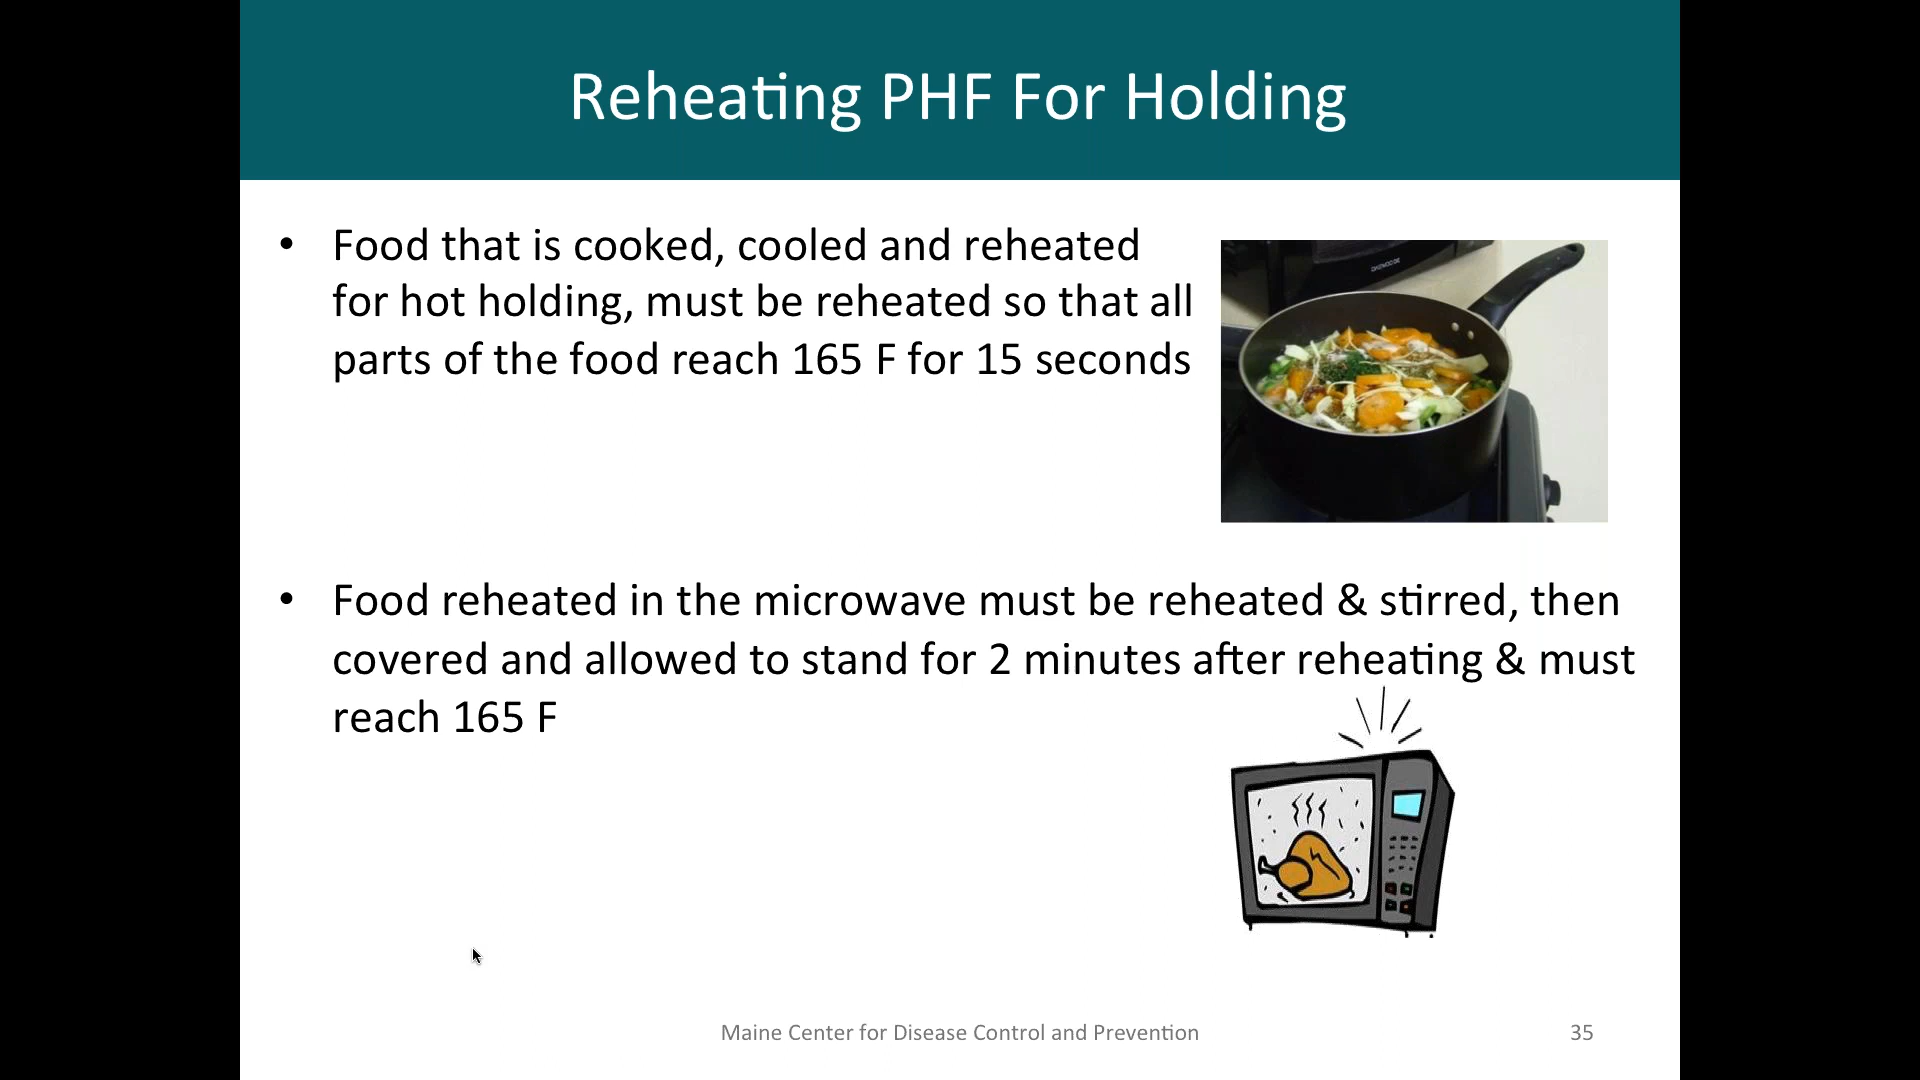 Reheating PHF For Holding
• Food that is cooked, cooled and reheated
for hot holding, must be reheated so that all
parts of the food reach 165 F for 15 seconds
DAEWOO
• Food reheated in the microwave must be reheated & stirred, then
covered and allowed to stand for 2 minutes after reheating & must
reach 165 F
Maine Center for Disease Control and Prevention 35